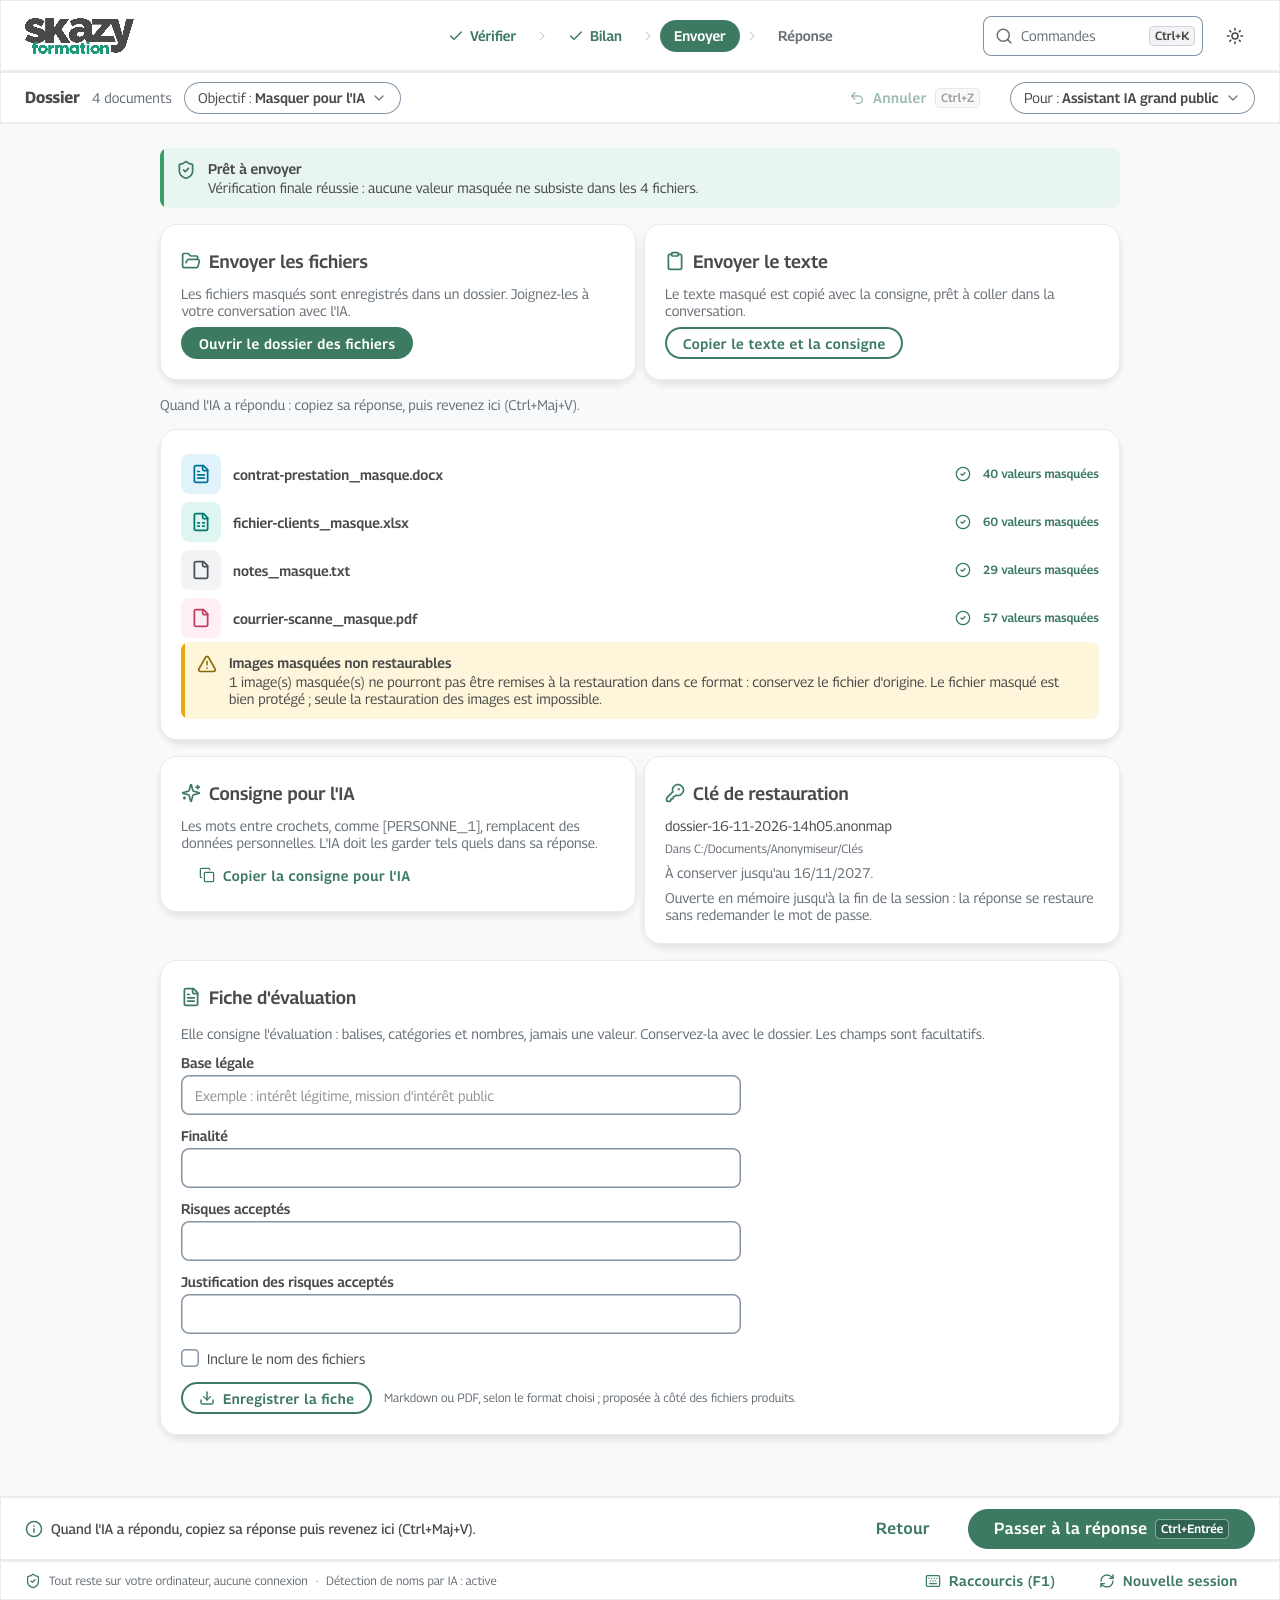 skazy
formation
Vérifier
Bilan
Envoyer
Réponse
Commandes
Ctrl+K
Dossier
4 documents
Objectif : Masquer pour l'IA
Annuler
Ctrl+Z
Pour : Assistant IA grand public
Prêt à envoyer
Vérification finale réussie : aucune valeur masquée ne subsiste dans les 4 fichiers.
Envoyer les fichiers
Les fichiers masqués sont enregistrés dans un dossier. Joignez-les à
votre conversation avec l'IA.
Ouvrir le dossier des fichiers
Envoyer le texte
Le texte masqué est copié avec la consigne, prêt à coller dans la
conversation.
Copier le texte et la consigne
Quand l'IA a répondu : copiez sa réponse, puis revenez ici (Ctrl+Maj+V).
contrat-prestation_masque.docx
40 valeurs masquées
fichier-clients_masque.xlsx
60 valeurs masquées
notes_masque.txt
29 valeurs masquées
courrier-scanne_masque.pdf
57 valeurs masquées
Images masquées non restaurables
1 image(s) masquée(s) ne pourront pas être remises à la restauration dans ce format : conservez le fichier d'origine. Le fichier masqué est
bien protégé ; seule la restauration des images est impossible.
Consigne pour l'IA
Les mots entre crochets, comme [PERSONNE_1], remplacent des
données personnelles. L'IA doit les garder tels quels dans sa réponse.
Copier la consigne pour l'IA
Clé de restauration
dossier-16-11-2026-14h05.anonmap
Dans C:/Documents/Anonymiseur/Clés
À conserver jusqu'au 16/11/2027.
Ouverte en mémoire jusqu'à la fin de la session : la réponse se restaure
sans redemander le mot de passe.
Fiche d'évaluation
Elle consigne l'évaluation : balises, catégories et nombres, jamais une valeur. Conservez-la avec le dossier. Les champs sont facultatifs.
Base légale
Exemple : intérêt légitime, mission d'intérêt public
Finalité
Risques acceptés
Justification des risques acceptés
Inclure le nom des fichiers
Enregistrer la fiche
Markdown ou PDF, selon le format choisi ; proposée à côté des fichiers produits.
Quand l'IA a répondu, copiez sa réponse puis revenez ici (Ctrl+Maj+V).
Retour
Passer à la réponse
Ctrl+Entrée
Tout reste sur votre ordinateur, aucune connexion · Détection de noms par IA : active
Raccourcis (F1)
Nouvelle session